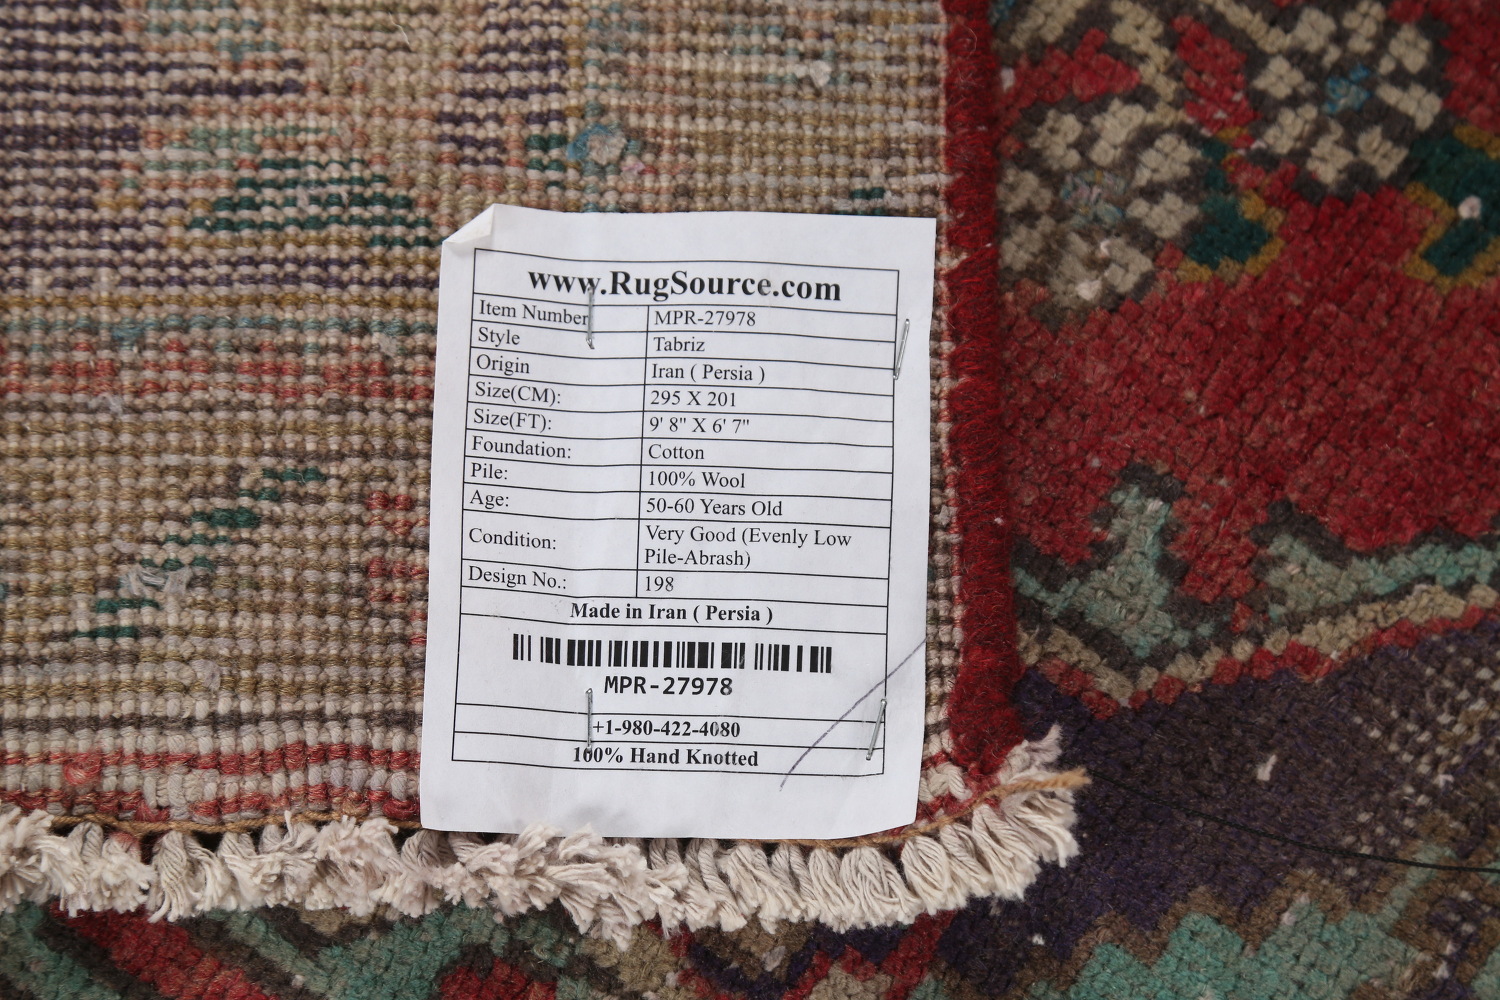 www.RugSource.com
Item Number MPR-27978
Style Tabriz
Origin Iran ( Persia )
Size(CM): 295 X 201
Size(FT): 9' 8" X 6' 7"
Foundation: Cotton
Pile: 100% Wool
Age: 50-60 Years Old
Condition: Very Good (Evenly Low
Pile-Abrash)
Design No.: 198
Made in Iran ( Persia )
MPR-27978
+1-980-422-4080
100% Hand Knotted